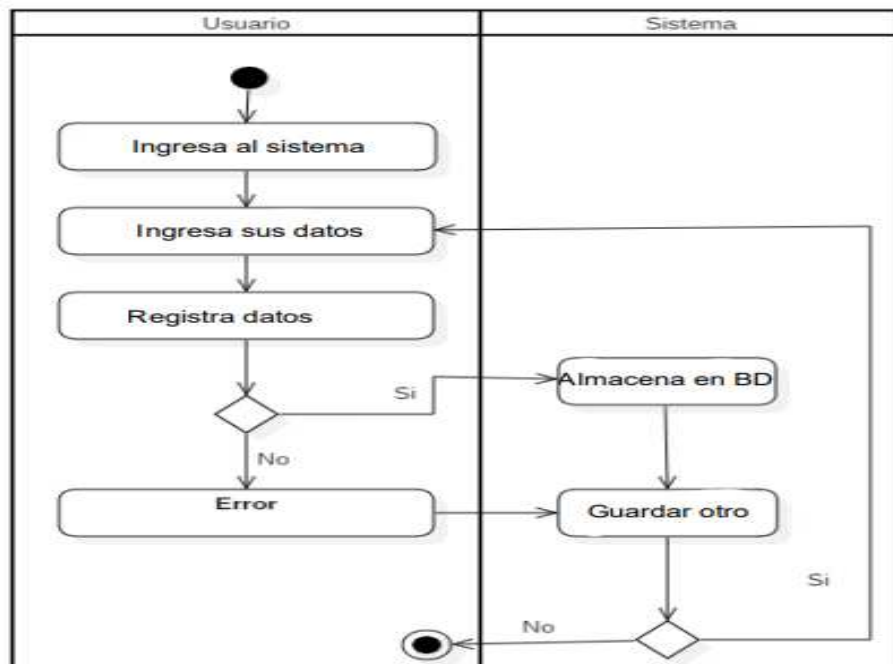 Usuario
Sistema
Ingresa al sistema
Ingresa sus datos
Registra datos
Almacena en BD
Si
No
Error
Guardar otro
Si
No